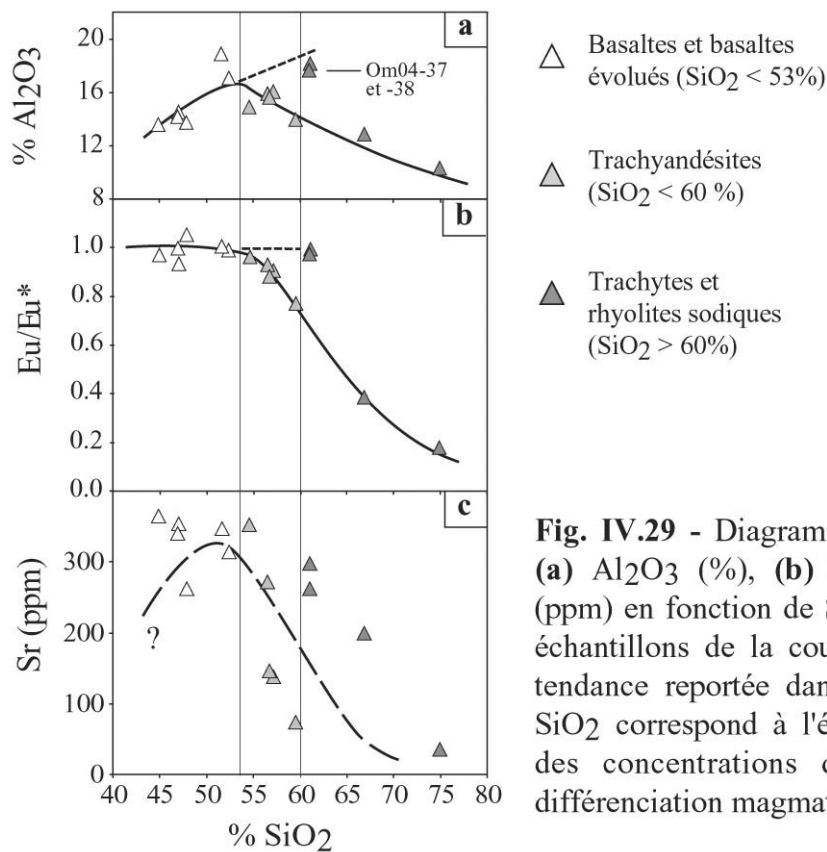 a
20
16
12
8
% Al2O3
Om04-37
et -38
b
1.0
0.8
0.6
0.4
0.2
0.0
Eu/Eu*
c
300
200
100
0
Sr (ppm)
?
40 45 50 55 60 65 70 75 80
% SiO2
Basaltes et basaltes
évolués (SiO2 < 53%)
Trachyandésites
(SiO2 < 60 %)
Trachytes et
rhyolites sodiques
(SiO2 > 60%)
Fig. IV.29 - Diagram
(a) Al2O3 (%), (b)
(ppm) en fonction de S
échantillons de la cou
tendance reportée dan
SiO2 correspond à l'é
des concentrations d
différenciation magmat